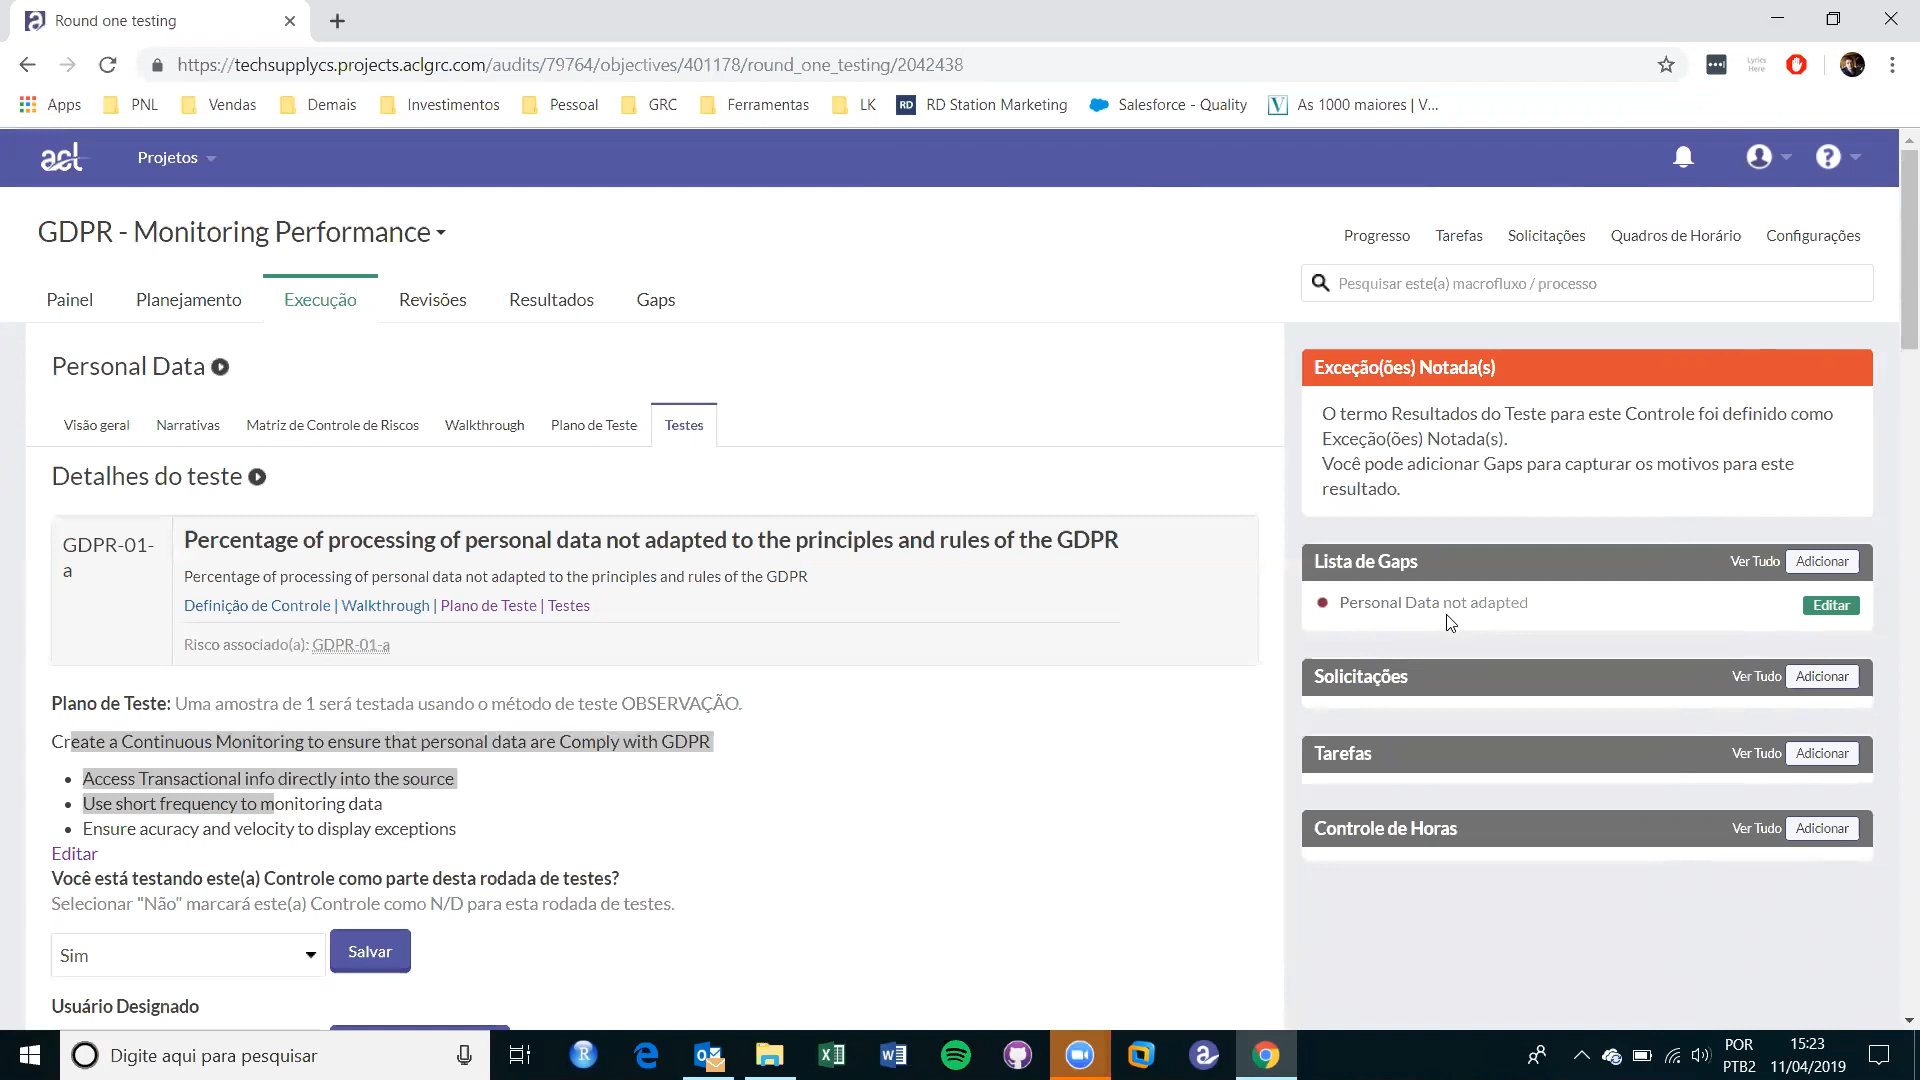 Round one testing
https://techsupplycs.projects.aclgrc.com/audits/79764/objectives/401178/round_one_testing/2042438
Lyrics
Here
Apps PNL Vendas Demais Investimentos Pessoal GRC Ferramentas LK RD RD Station Marketing Salesforce - Quality V As 1000 maiores | V...
acl Projetos
GDPR - Monitoring Performance
Progresso Tarefas Solicitações Quadros de Horário Configurações
Pesquisar este(a) macrofluxo / processo
Painel Planejamento Execução Revisões Resultados Gaps
Personal Data
Visão geral Narrativas Matriz de Controle de Riscos Walkthrough Plano de Teste Testes
Detalhes do teste
GDPR-01-
a
Percentage of processing of personal data not adapted to the principles and rules of the GDPR
Percentage of processing of personal data not adapted to the principles and rules of the GDPR
Definição de Controle | Walkthrough | Plano de Teste | Testes
Risco associado(a): GDPR-01-a
Plano de Teste: Uma amostra de 1 será testada usando o método de teste OBSERVAÇÃO.
Create a Continuous Monitoring to ensure that personal data are Comply with GDPR
• Access Transactional info directly into the source
• Use short frequency to monitoring data
• Ensure acuracy and velocity to display exceptions
Editar
Você está testando este(a) Controle como parte desta rodada de testes?
Selecionar "Não" marcará este(a) Controle como N/D para esta rodada de testes.
Sim Salvar
Usuário Designado
Exceção(ões) Notada(s)
O termo Resultados do Teste para este Controle foi definido como
Exceção(ões) Notada(s).
Você pode adicionar Gaps para capturar os motivos para este
resultado.
Lista de Gaps Ver Tudo Adicionar
Personal Data not adapted Editar
Solicitações Ver Tudo Adicionar
Tarefas Ver Tudo Adicionar
Controle de Horas Ver Tudo Adicionar
Digite aqui para pesquisar
POR
PTB2
15:23
11/04/2019